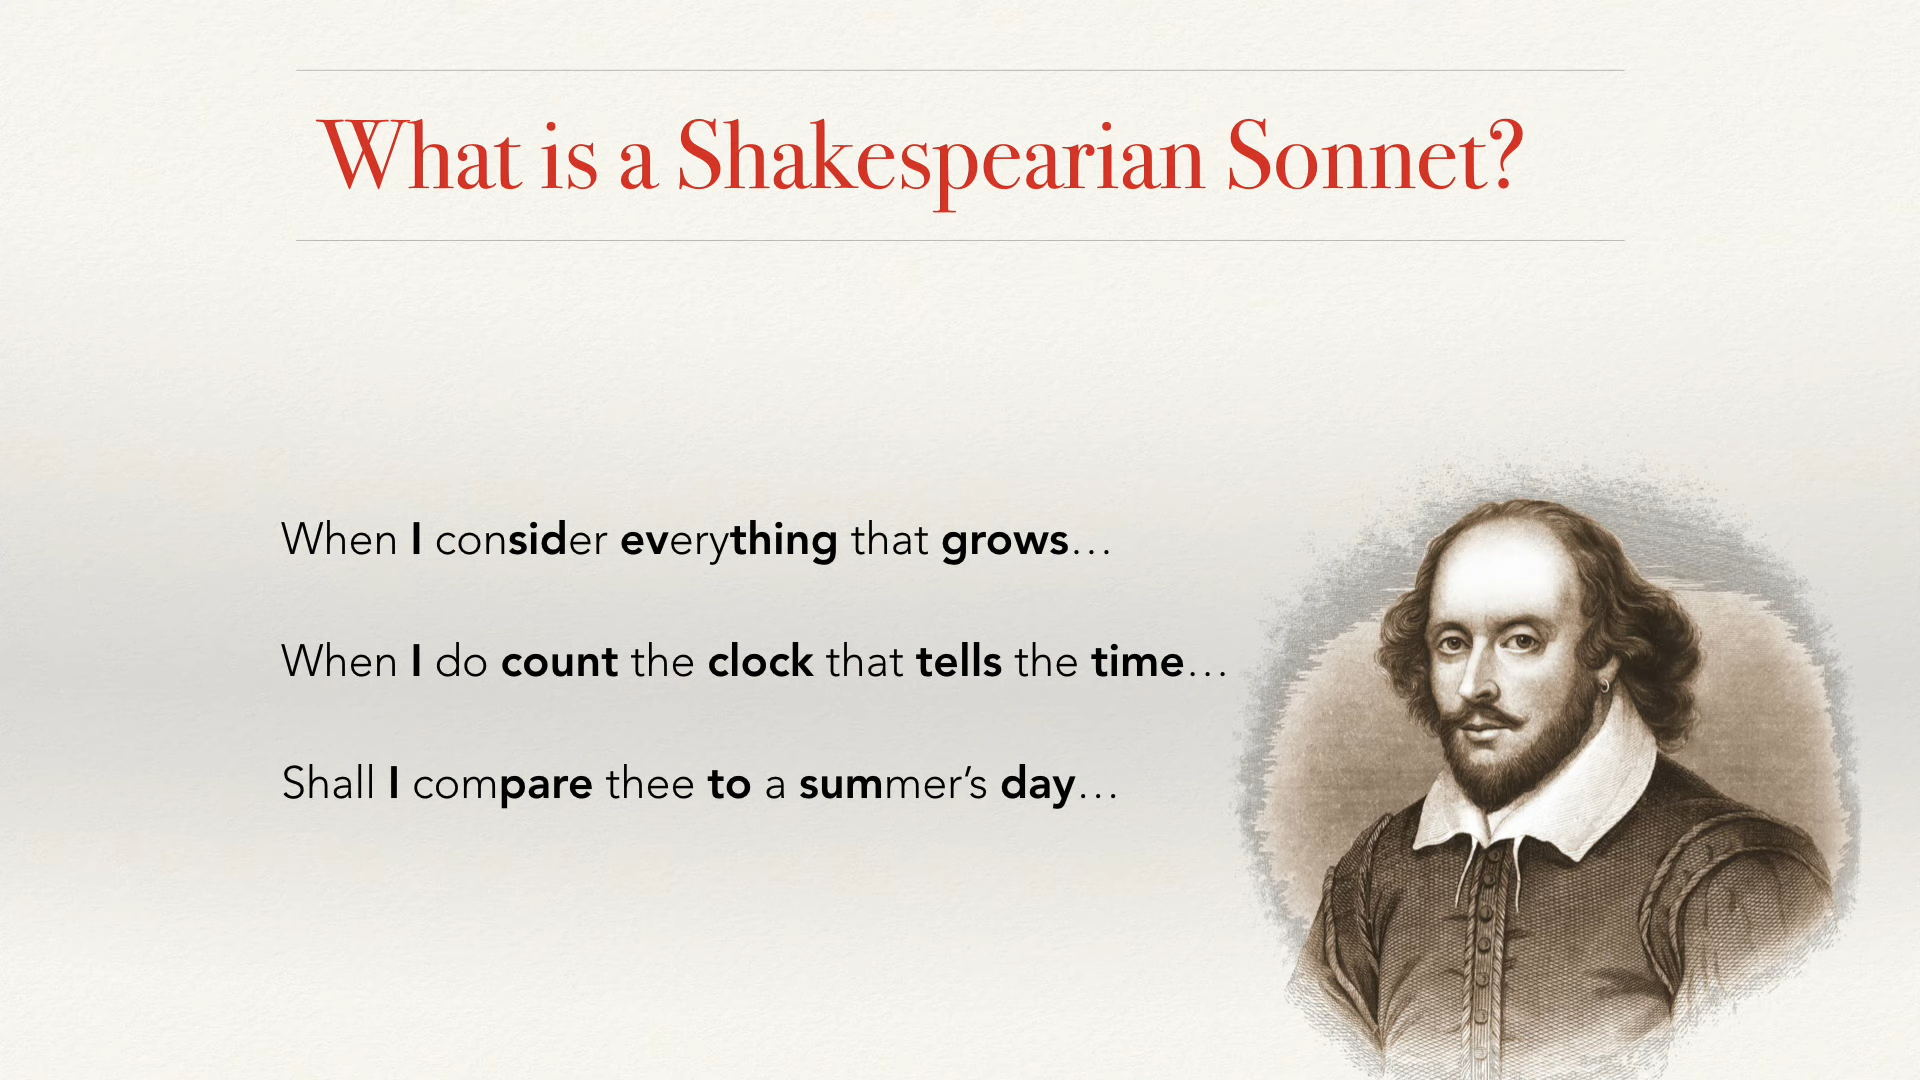 What is a Shakespearian Sonnet?
When I consider everything that grows…
When I do count the clock that tells the time…
Shall I compare thee to a summer’s day…